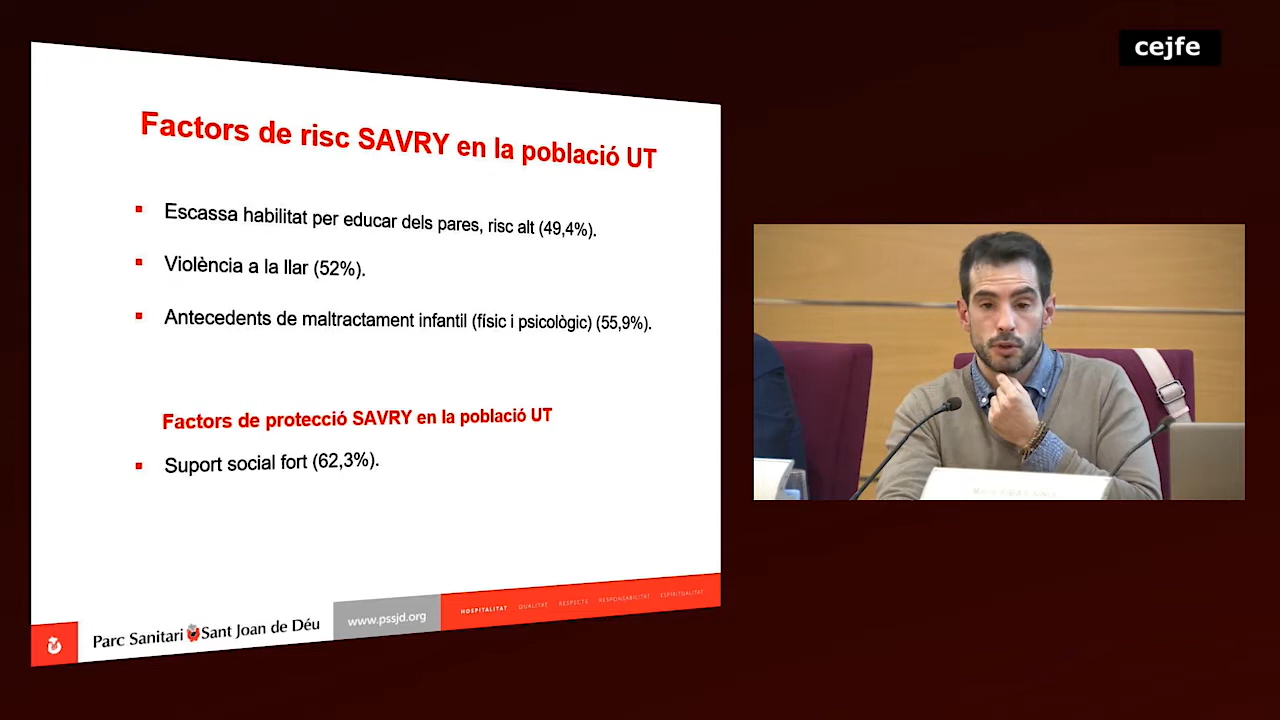 cejfe
Factors de risc SAVRY en la població UT
Escassa habilitat per educar dels pares, risc alt (49,4%).
Violència a la llar (52%).
Antecedents de maltractament infantil (físic i psicològic) (55,9%).
Factors de protecció SAVRY en la població UT
Suport social fort (62,3%).
Parc Sanitari Sant Joan de Déu
www.pssjd.org
HOSPITALITAT QUALITAT RESPECTE RESPONSABILITAT ESPIRITUALITAT